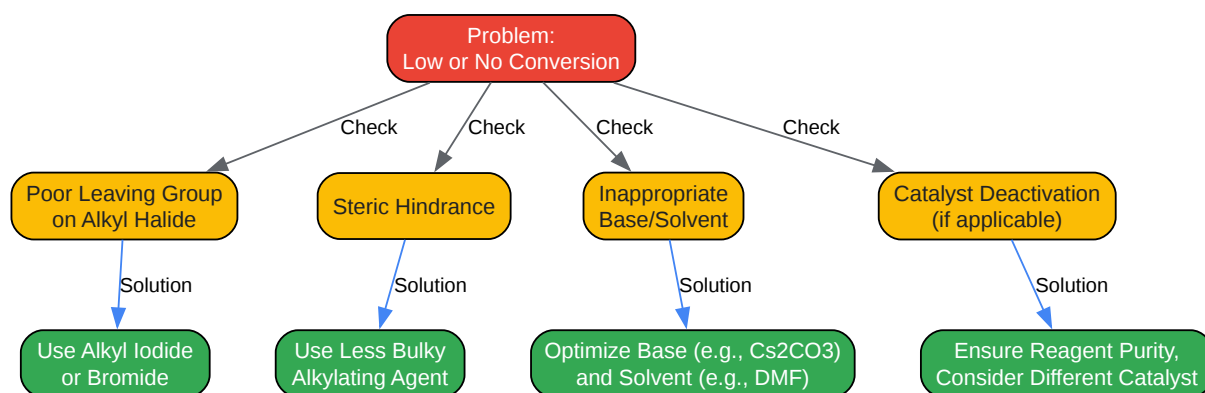 Problem:
Low or No Conversion
Check
Check
Check
Check
Poor Leaving Group
on Alkyl Halide
Steric Hindrance
Inappropriate
Base/Solvent
Catalyst Deactivation
(if applicable)
Solution
Solution
Solution
Solution
Use Alkyl Iodide
or Bromide
Use Less Bulky
Alkylating Agent
Optimize Base (e.g., Cs2CO3)
and Solvent (e.g., DMF)
Ensure Reagent Purity,
Consider Different Catalyst